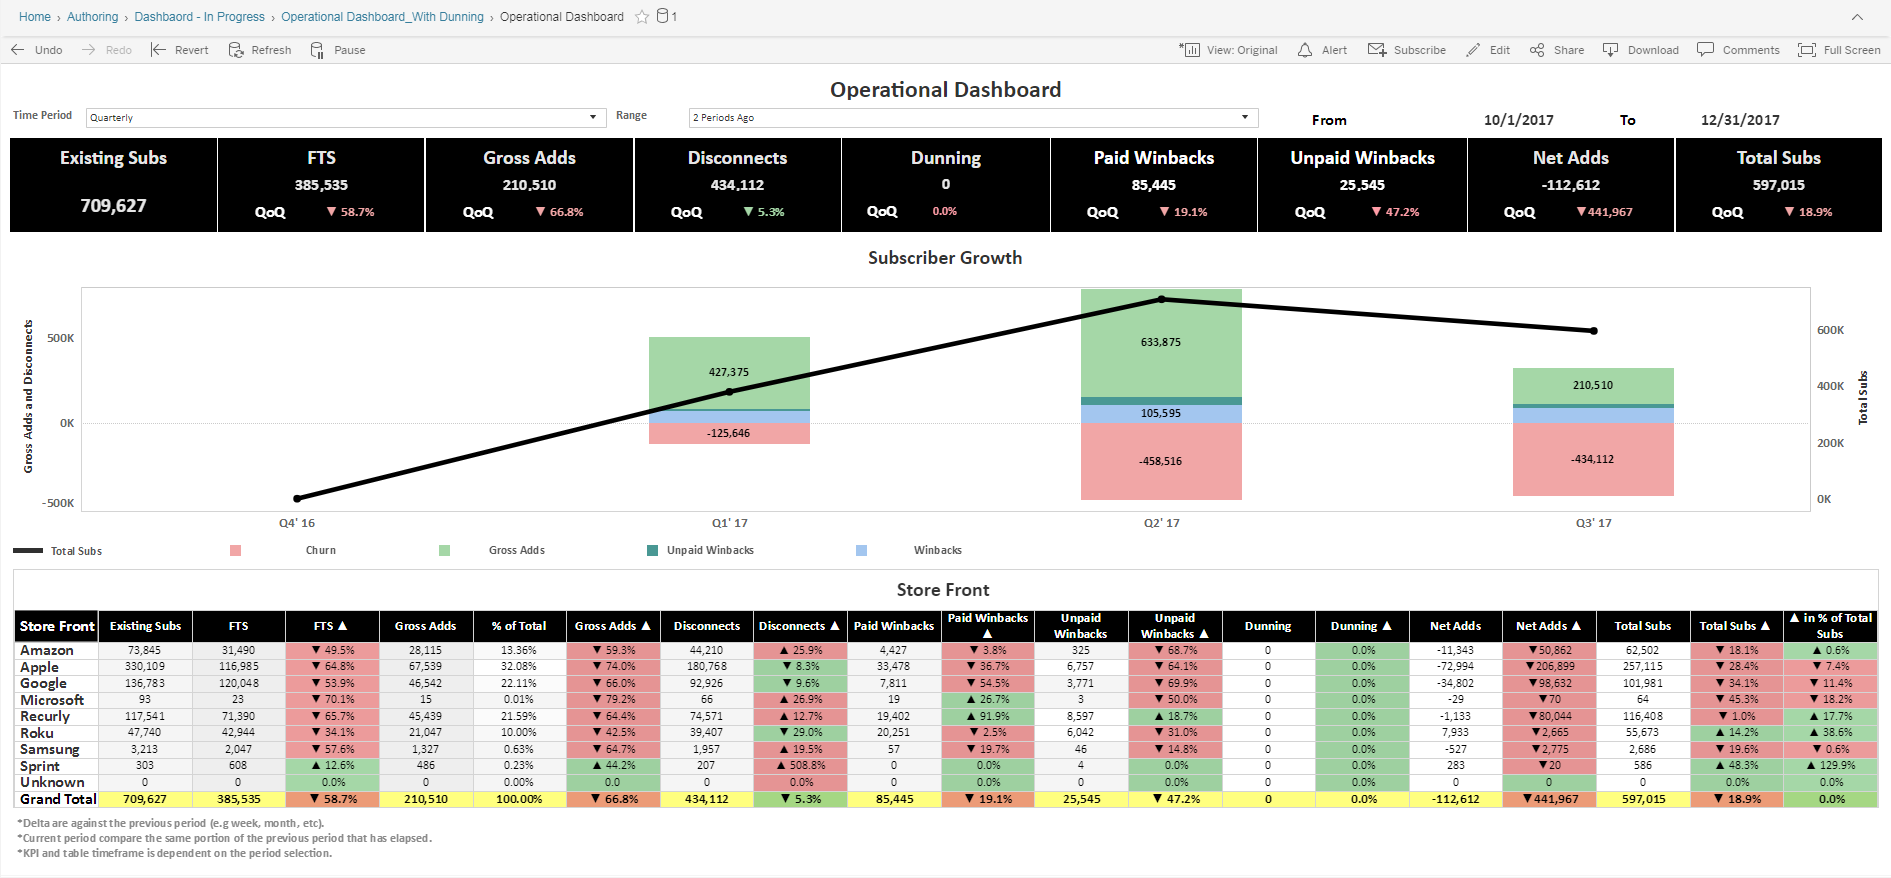 Home › Authoring › Dashbaord - In Progress › Operational Dashboard_With Dunning › Operational Dashboard 1
Undo Redo Revert Refresh Pause View: Original Alert Subscribe Edit Share Download Comments Full Screen
Operational Dashboard
Time Period Quarterly Range 2 Periods Ago From 10/1/2017 To 12/31/2017
Existing Subs FTS Gross Adds Disconnects Dunning Paid Winbacks Unpaid Winbacks Net Adds Total Subs
709,627 385,535 210,510 434,112 0 85,445 25,545 -112,612 597,015
QoQ ▼ 58.7% QoQ ▼ 66.8% QoQ ▼ 5.3% QoQ 0.0% QoQ ▼ 19.1% QoQ ▼ 47.2% QoQ ▼441,967 QoQ ▼ 18.9%
Subscriber Growth
Gross Adds and Disconnects
500K
0K
-500K
427,375
-125,646
633,875
105,595
-458,516
210,510
-434,112
600K
400K
200K
0K
Total Subs
Q4' 16 Q1' 17 Q2' 17 Q3' 17
Total Subs Churn Gross Adds Unpaid Winbacks Winbacks
Store Front
Store Front Existing Subs FTS FTS ▲ Gross Adds % of Total Gross Adds ▲ Disconnects Disconnects ▲ Paid Winbacks Paid Winbacks ▲ Unpaid Winbacks Unpaid Winbacks ▲ Dunning Dunning ▲ Net Adds Net Adds ▲ Total Subs Total Subs ▲ ▲ in % of Total Subs
Amazon 73,845 31,490 ▼ 49.5% 28,115 13.36% ▼ 59.3% 44,210 ▲ 25.9% 4,427 ▼ 3.8% 325 ▼ 68.7% 0 0.0% -11,343 ▼50,862 62,502 ▼ 18.1% ▲ 0.6%
Apple 330,109 116,985 ▼ 64.8% 67,539 32.08% ▼ 74.0% 180,768 ▼ 8.3% 33,478 ▼ 36.7% 6,757 ▼ 64.1% 0 0.0% -72,994 ▼206,899 257,115 ▼ 28.4% ▼ 7.4%
Google 136,783 120,048 ▼ 53.9% 46,542 22.11% ▼ 66.0% 92,926 ▼ 9.6% 7,811 ▼ 54.5% 3,771 ▼ 69.9% 0 0.0% -34,802 ▼98,632 101,981 ▼ 34.1% ▼ 11.4%
Microsoft 93 23 ▼ 70.1% 15 0.01% ▼ 79.2% 66 ▲ 26.9% 19 ▲ 26.7% 3 ▼ 50.0% 0 0.0% -29 ▼70 64 ▼ 45.3% ▼ 18.2%
Recurly 117,541 71,390 ▼ 65.7% 45,439 21.59% ▼ 64.4% 74,571 ▲ 12.7% 19,402 ▲ 91.9% 8,597 ▲ 18.7% 0 0.0% -1,133 ▼80,044 116,408 ▼ 1.0% ▲ 17.7%
Roku 47,740 42,944 ▼ 34.1% 21,047 10.00% ▼ 42.5% 39,407 ▼ 29.0% 20,251 ▼ 2.5% 6,042 ▼ 31.0% 0 0.0% 7,933 ▼2,665 55,673 ▲ 14.2% ▲ 38.6%
Samsung 3,213 2,047 ▼ 57.6% 1,327 0.63% ▼ 64.7% 1,957 ▲ 19.5% 57 ▼ 19.7% 46 ▼ 14.8% 0 0.0% -527 ▼2,775 2,686 ▼ 19.6% ▼ 0.6%
Sprint 303 608 ▲ 12.6% 486 0.23% ▲ 44.2% 207 ▲ 508.8% 0 0.0% 4 0.0% 0 0.0% 283 ▼20 586 ▲ 48.3% ▲ 129.9%
Unknown 0 0 0.0% 0 0.00% 0.0 0 0.0% 0 0.0% 0 0.0% 0 0.0% 0 0 0 0.0% 0.0%
Grand Total 709,627 385,535 ▼ 58.7% 210,510 100.00% ▼ 66.8% 434,112 ▼ 5.3% 85,445 ▼ 19.1% 25,545 ▼ 47.2% 0 0.0% -112,612 ▼441,967 597,015 ▼ 18.9% 0.0%
*Delta are against the previous period (e.g week, month, etc).
*Current period compare the same portion of the previous period that has elapsed.
*KPI and table timeframe is dependent on the period selection.